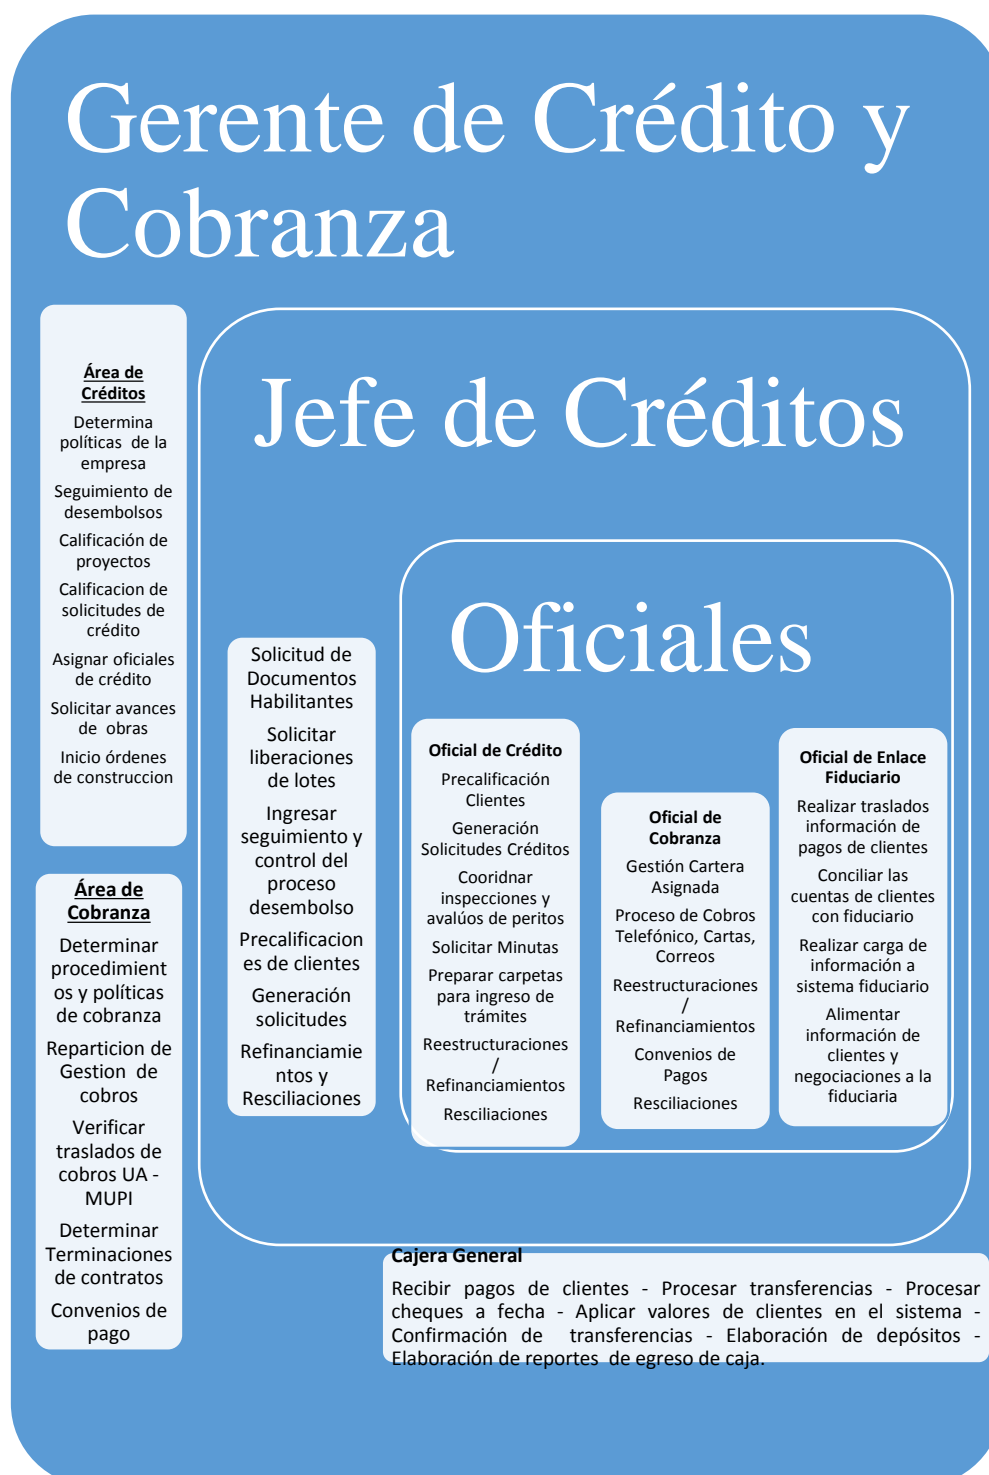 Gerente de Crédito y
Cobranza
Área de
Créditos
Determina
políticas de la
empresa
Seguimiento de
desembolsos
Calificación de
proyectos
Calificacion de
solicitudes de
crédito
Asignar oficiales
de crédito
Solicitar avances
de obras
Inicio órdenes
de construccion
Área de
Cobranza
Determinar
procedimient
os y políticas
de cobranza
Reparticion de
Gestion de
cobros
Verificar
traslados de
cobros UA -
MUPI
Determinar
Terminaciones
de contratos
Convenios de
pago
Jefe de Créditos
Solicitud de
Documentos
Habilitantes
Solicitar
liberaciones
de lotes
Ingresar
seguimiento y
control del
proceso
desembolso
Precalificacion
es de clientes
Generación
solicitudes
Refinanciamie
ntos y
Resciliaciones
Oficiales
Oficial de Crédito
Precalificación
Clientes
Generación
Solicitudes Créditos
Cooridnar
inspecciones y
avalúos de peritos
Solicitar Minutas
Preparar carpetas
para ingreso de
trámites
Reestructuraciones
/
Refinanciamientos
Resciliaciones
Oficial de
Cobranza
Gestión Cartera
Asignada
Proceso de Cobros
Telefónico, Cartas,
Correos
Reestructuraciones
/
Refinanciamientos
Convenios de
Pagos
Resciliaciones
Oficial de Enlace
Fiduciario
Realizar traslados
información de
pagos de clientes
Conciliar las
cuentas de clientes
con fiduciario
Realizar carga de
información a
sistema fiduciario
Alimentar
información de
clientes y
negociaciones a la
fiduciaria
Cajera General
Recibir pagos de clientes - Procesar transferencias - Procesar
cheques a fecha - Aplicar valores de clientes en el sistema -
Confirmación de transferencias - Elaboración de depósitos -
Elaboración de reportes de egreso de caja.